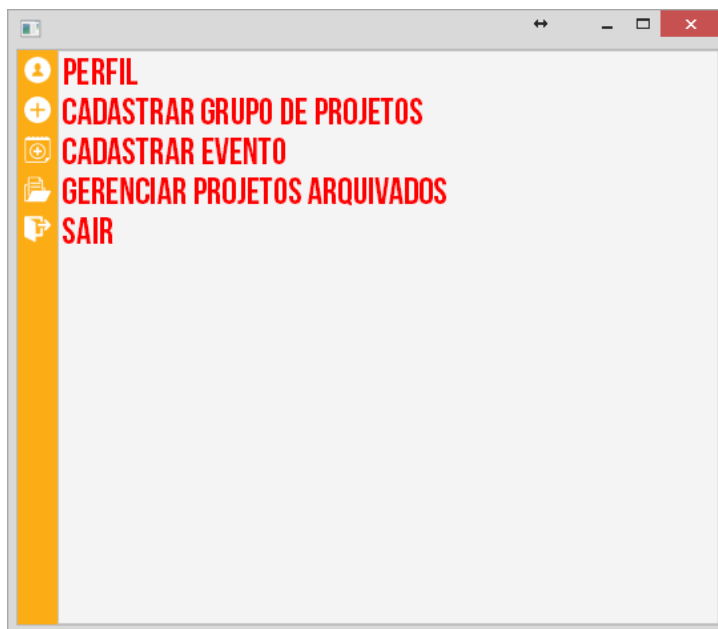 PERFIL
CADASTRAR GRUPO DE PROJETOS
CADASTRAR EVENTO
GERENCIAR PROJETOS ARQUIVADOS
SAIR